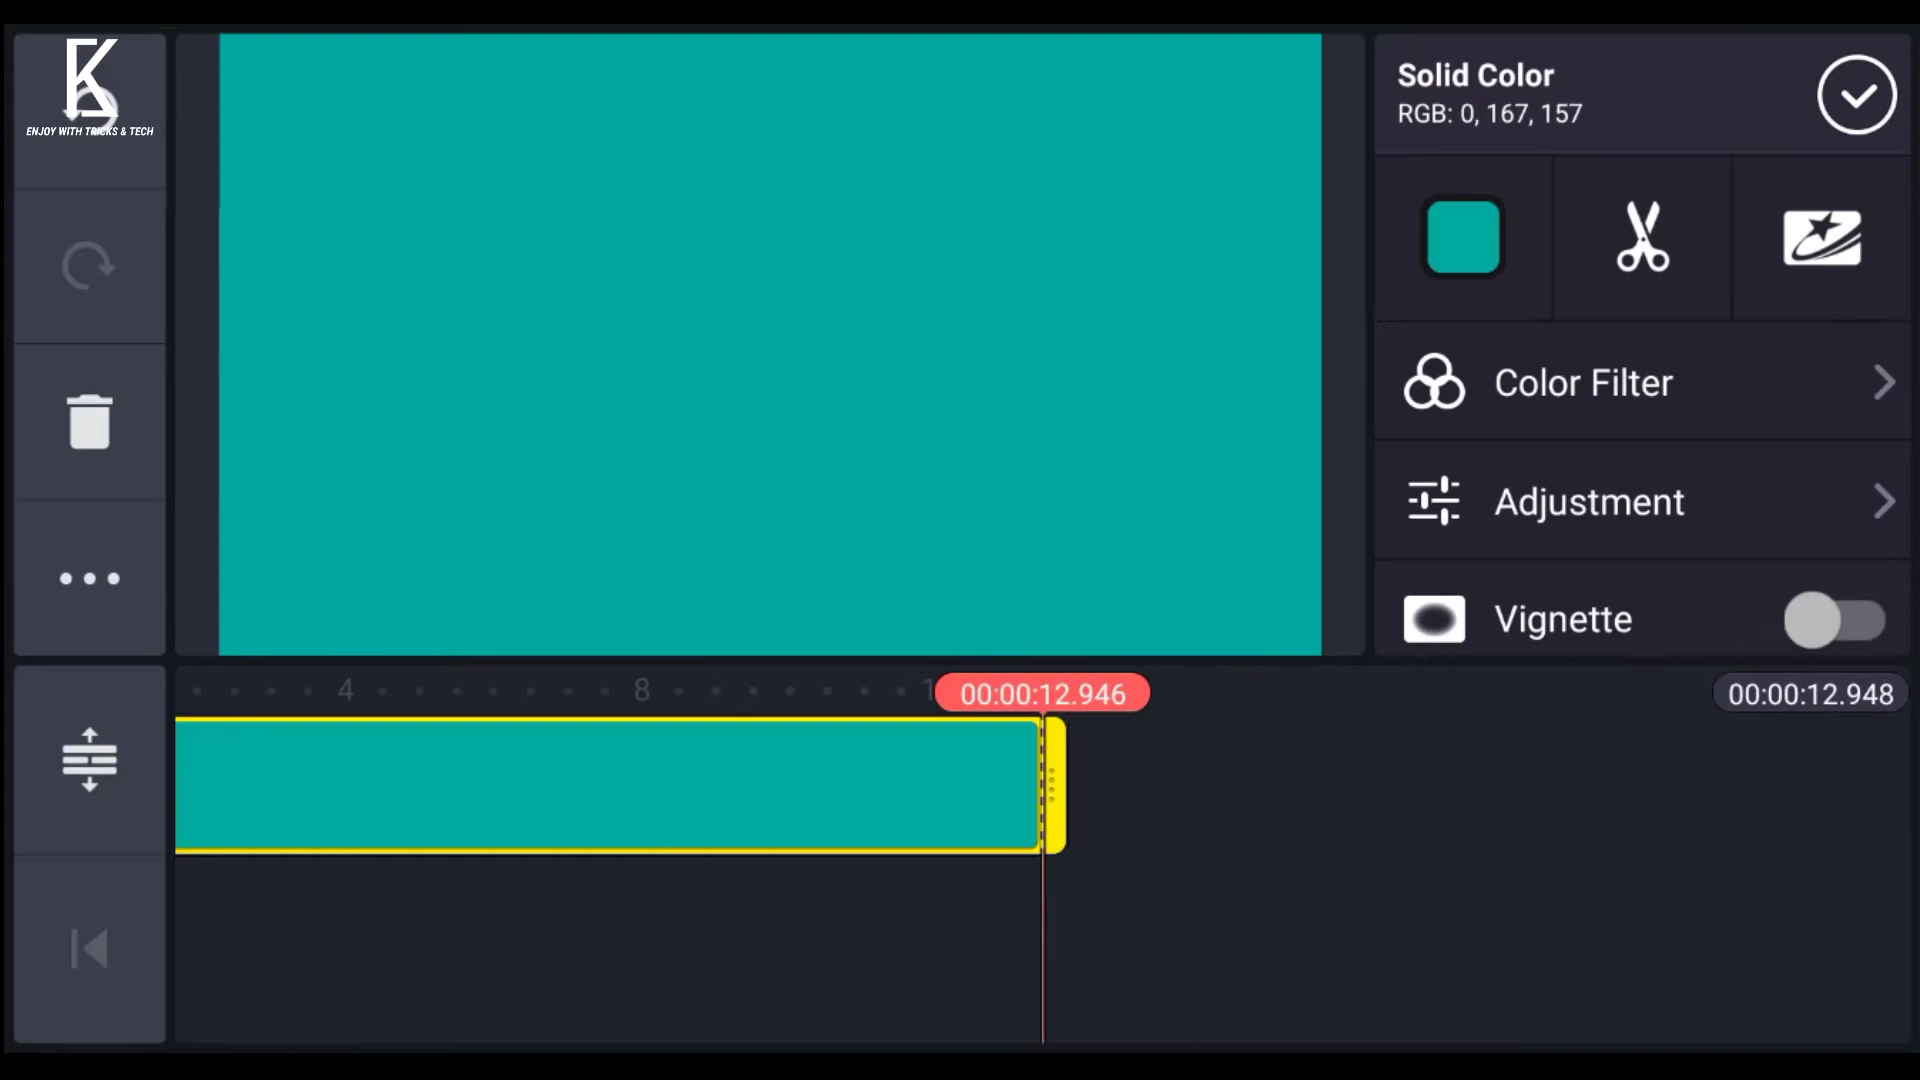 K
ENJOY WITH TRICKS & TECH
Solid Color
RGB: 0, 167, 157
Color Filter
Adjustment
Vignette
4
8
00:00:12.946
00:00:12.948